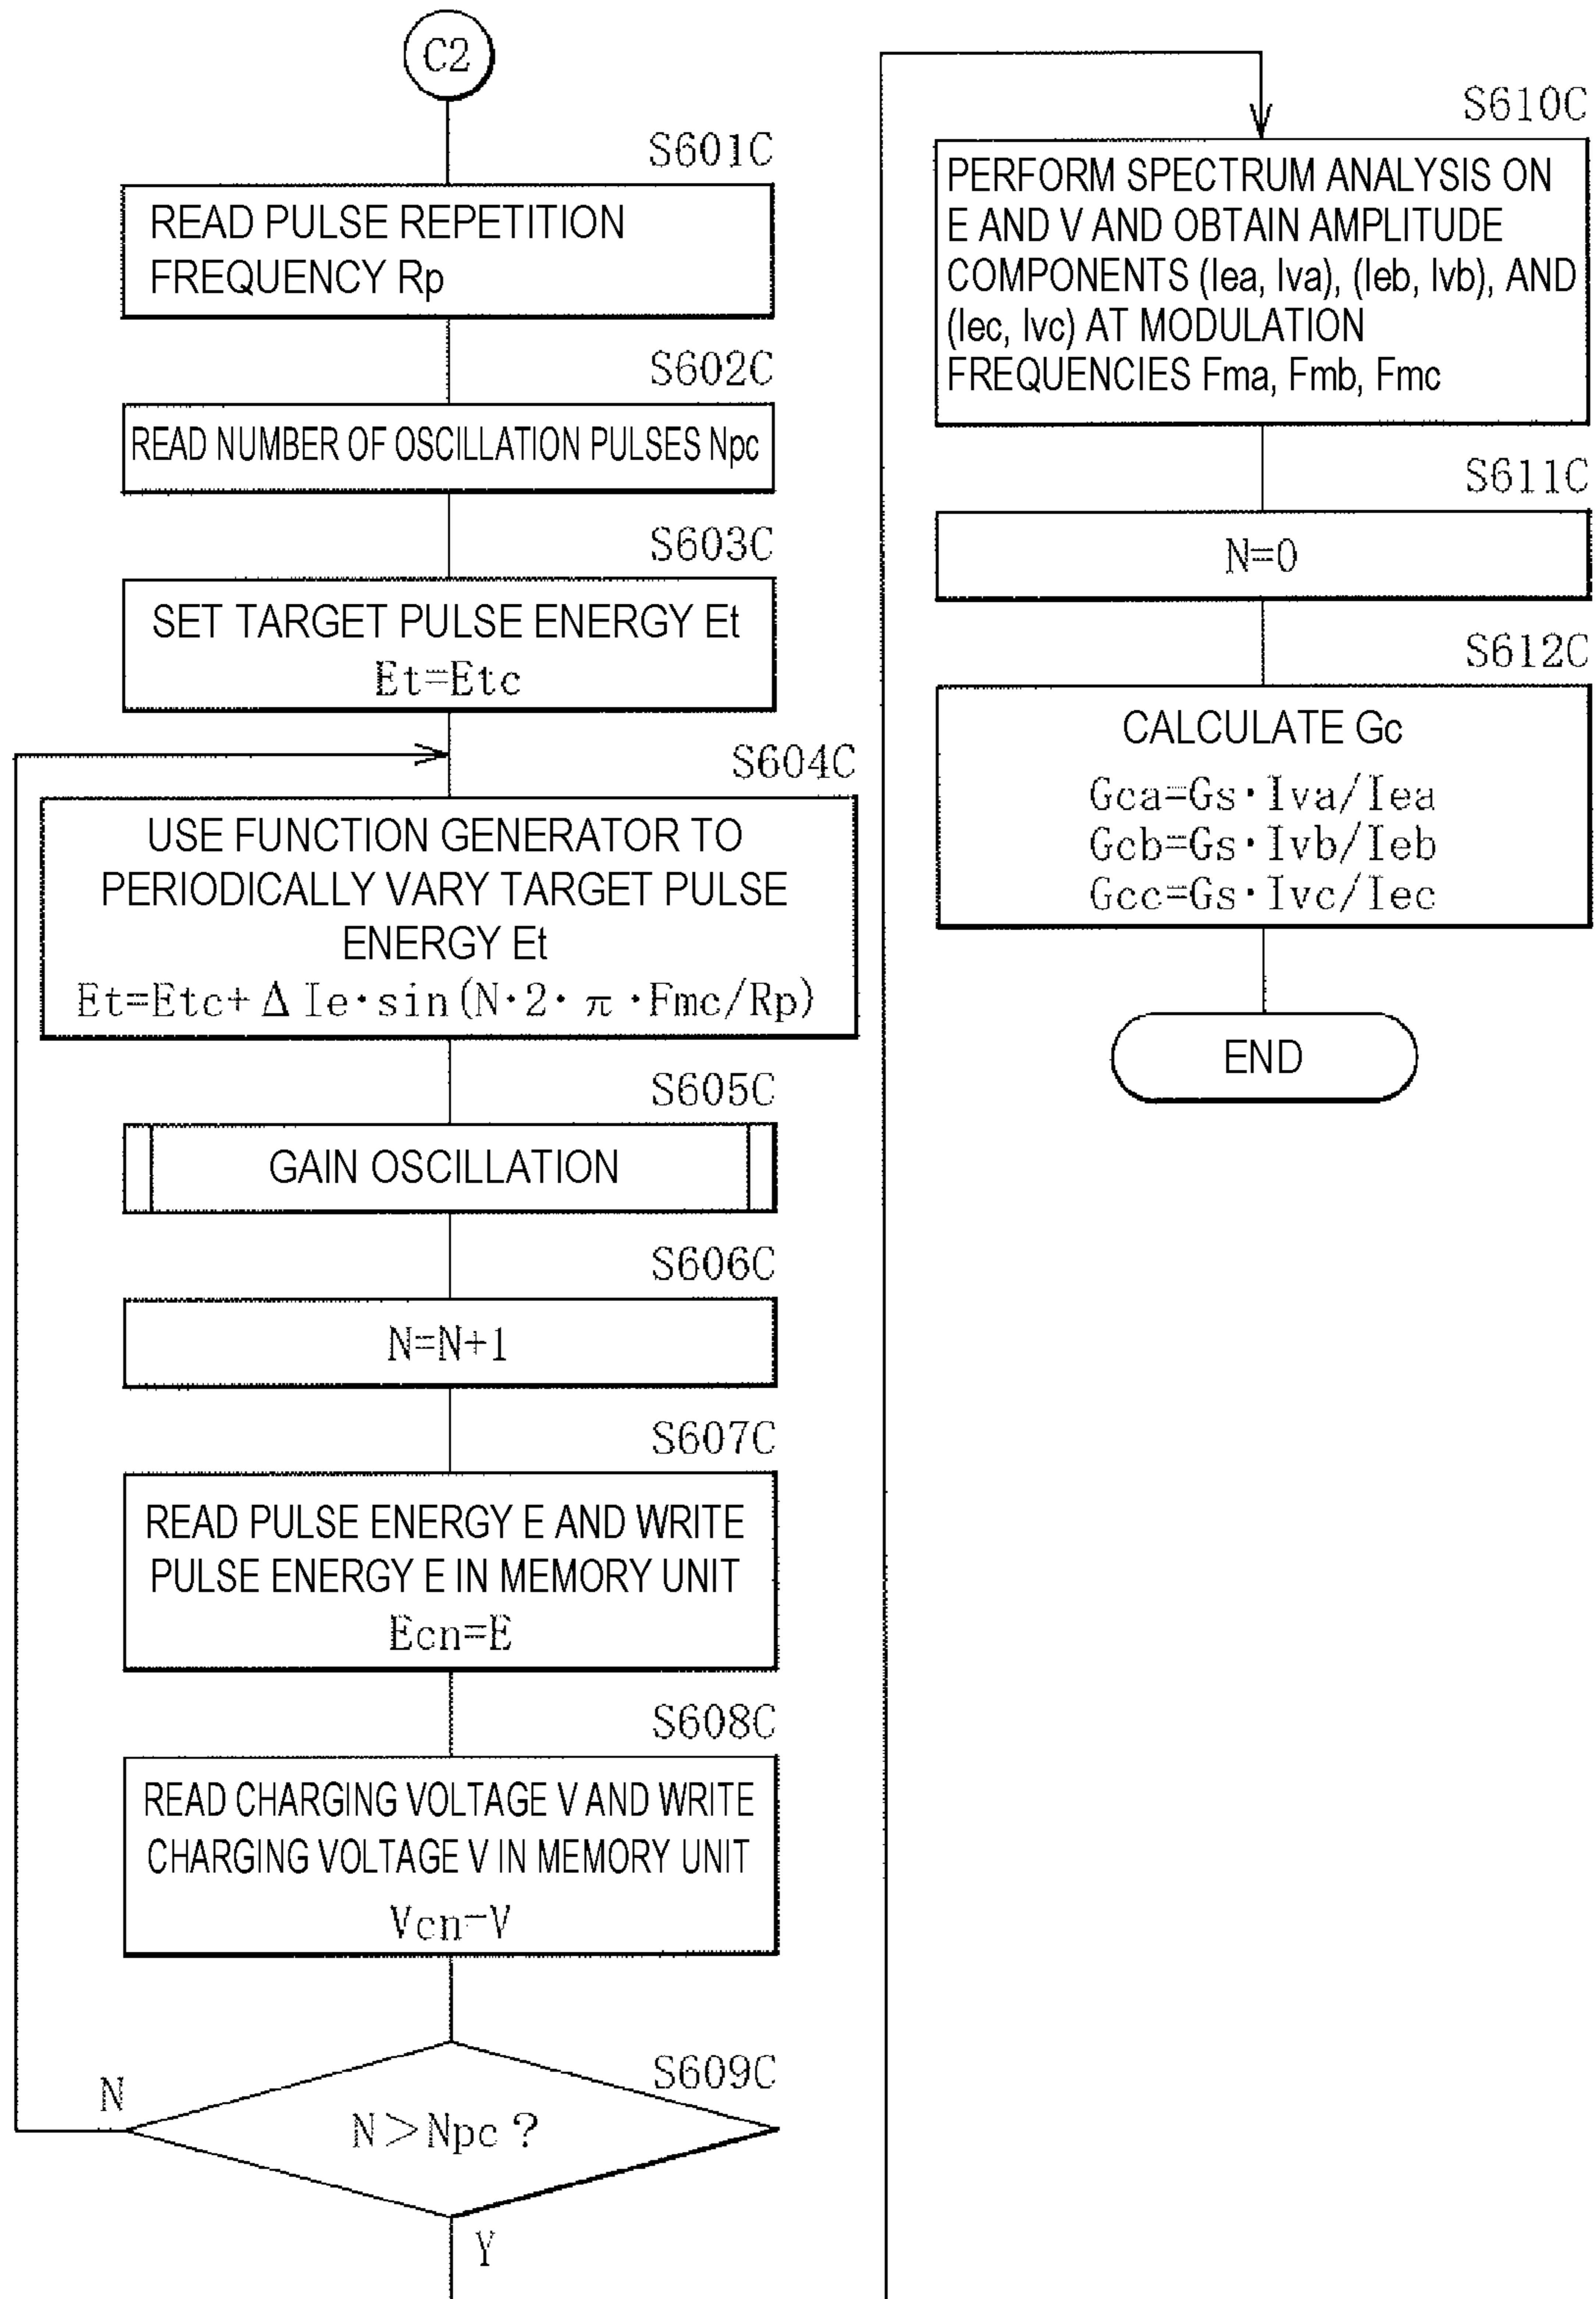 C2
S601C
READ PULSE REPETITION
FREQUENCY Rp
S602C
READ NUMBER OF OSCILLATION PULSES Npc
S603C
SET TARGET PULSE ENERGY Et
Et=Etc
S604C
USE FUNCTION GENERATOR TO
PERIODICALLY VARY TARGET PULSE
ENERGY Et
Et=Etc+ΔIe·sin(N·2·π·Fmc/Rp)
S605C
GAIN OSCILLATION
S606C
N=N+1
S607C
READ PULSE ENERGY E AND WRITE
PULSE ENERGY E IN MEMORY UNIT
Ecn=E
S608C
READ CHARGING VOLTAGE V AND WRITE
CHARGING VOLTAGE V IN MEMORY UNIT
Vcn=V
S609C
N
N>Npc?
Y
S610C
PERFORM SPECTRUM ANALYSIS ON
E AND V AND OBTAIN AMPLITUDE
COMPONENTS (Iea, Iva), (Ieb, Ivb), AND
(Iec, Ivc) AT MODULATION
FREQUENCIES Fma, Fmb, Fmc
S611C
N=0
S612C
CALCULATE Gc
Gca=Gs·Iva/Iea
Gcb=Gs·Ivb/Ieb
Gcc=Gs·Ivc/Iec
END